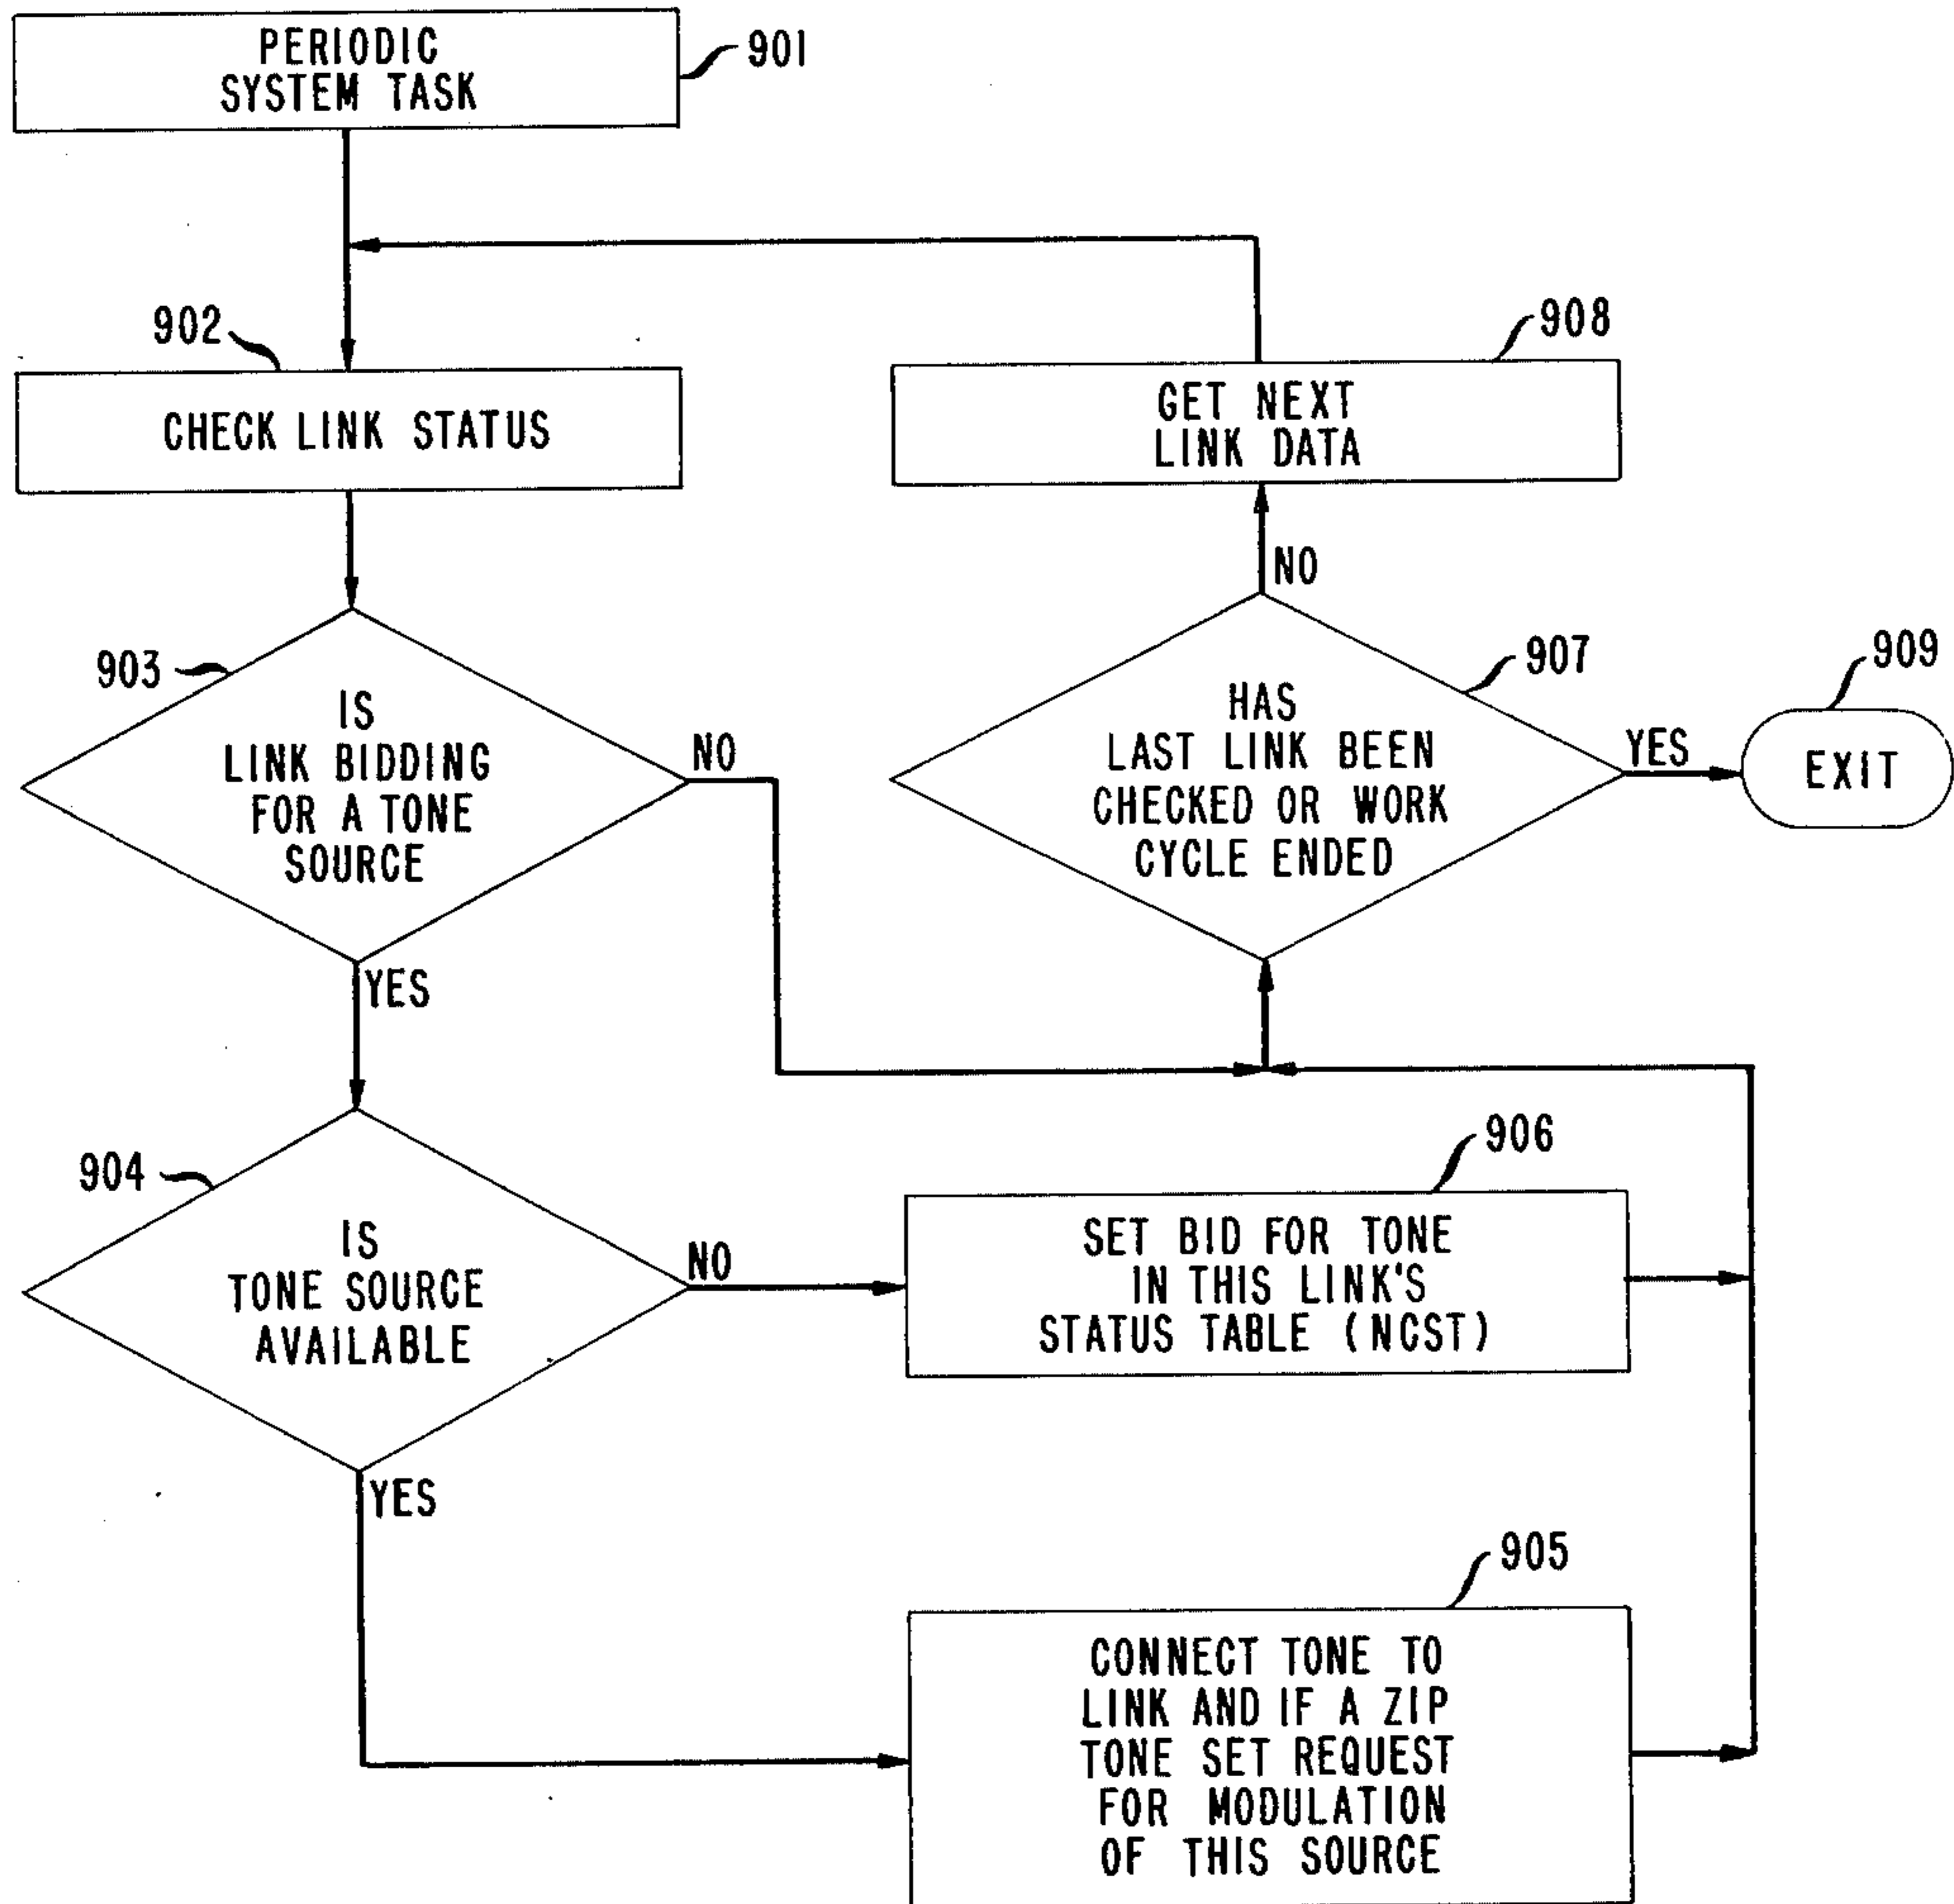 PERIODIC
SYSTEM TASK
901
902
CHECK LINK STATUS
908
GET NEXT
LINK DATA
NO
903
IS
LINK BIDDING
FOR A TONE
SOURCE
NO
YES
907
HAS
LAST LINK BEEN
CHECKED OR WORK
CYCLE ENDED
YES
909
EXIT
904
IS
TONE SOURCE
AVAILABLE
NO
YES
906
SET BID FOR TONE
IN THIS LINK'S
STATUS TABLE (NCST)
905
CONNECT TONE TO
LINK AND IF A ZIP
TONE SET REQUEST
FOR MODULATION
OF THIS SOURCE